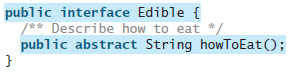 public interface Edible {
  /** Describe how to eat */
  public abstract String howToEat();
}